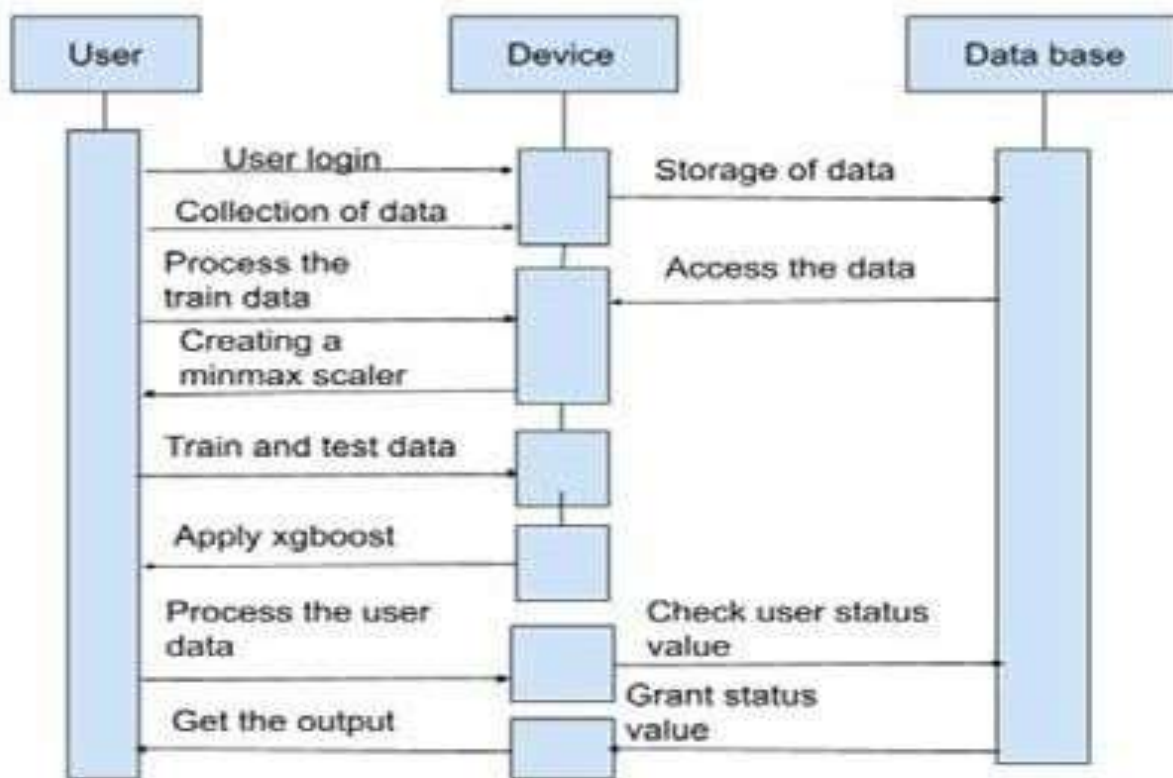 User
Device
Data base
User login
Storage of data
Collection of data
Process the
train data
Access the data
Creating a
minmax scaler
Train and test data
Apply xgboost
Process the user
data
Check user status
value
Grant status
value
Get the output